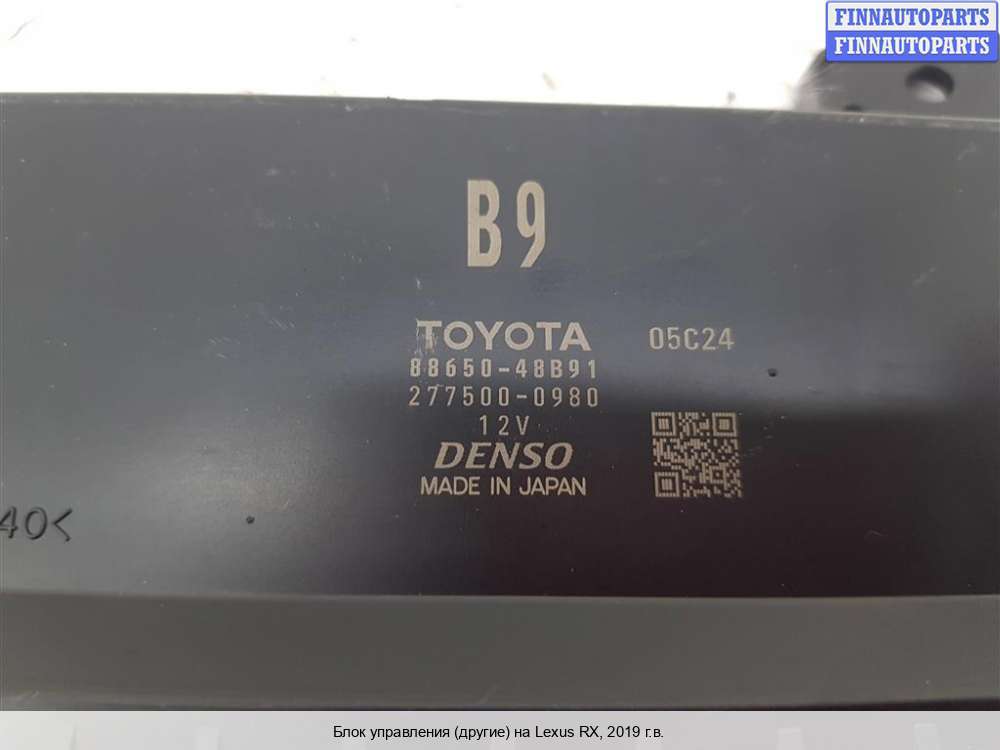 FINNAUTOPARTS
FINNAUTOPARTS
B9
TOYOTA 05C24
88650-48B91
277500-0980
12V
DENSO
MADE IN JAPAN
40<
Блок управления (другие) на Lexus RX, 2019 г.в.